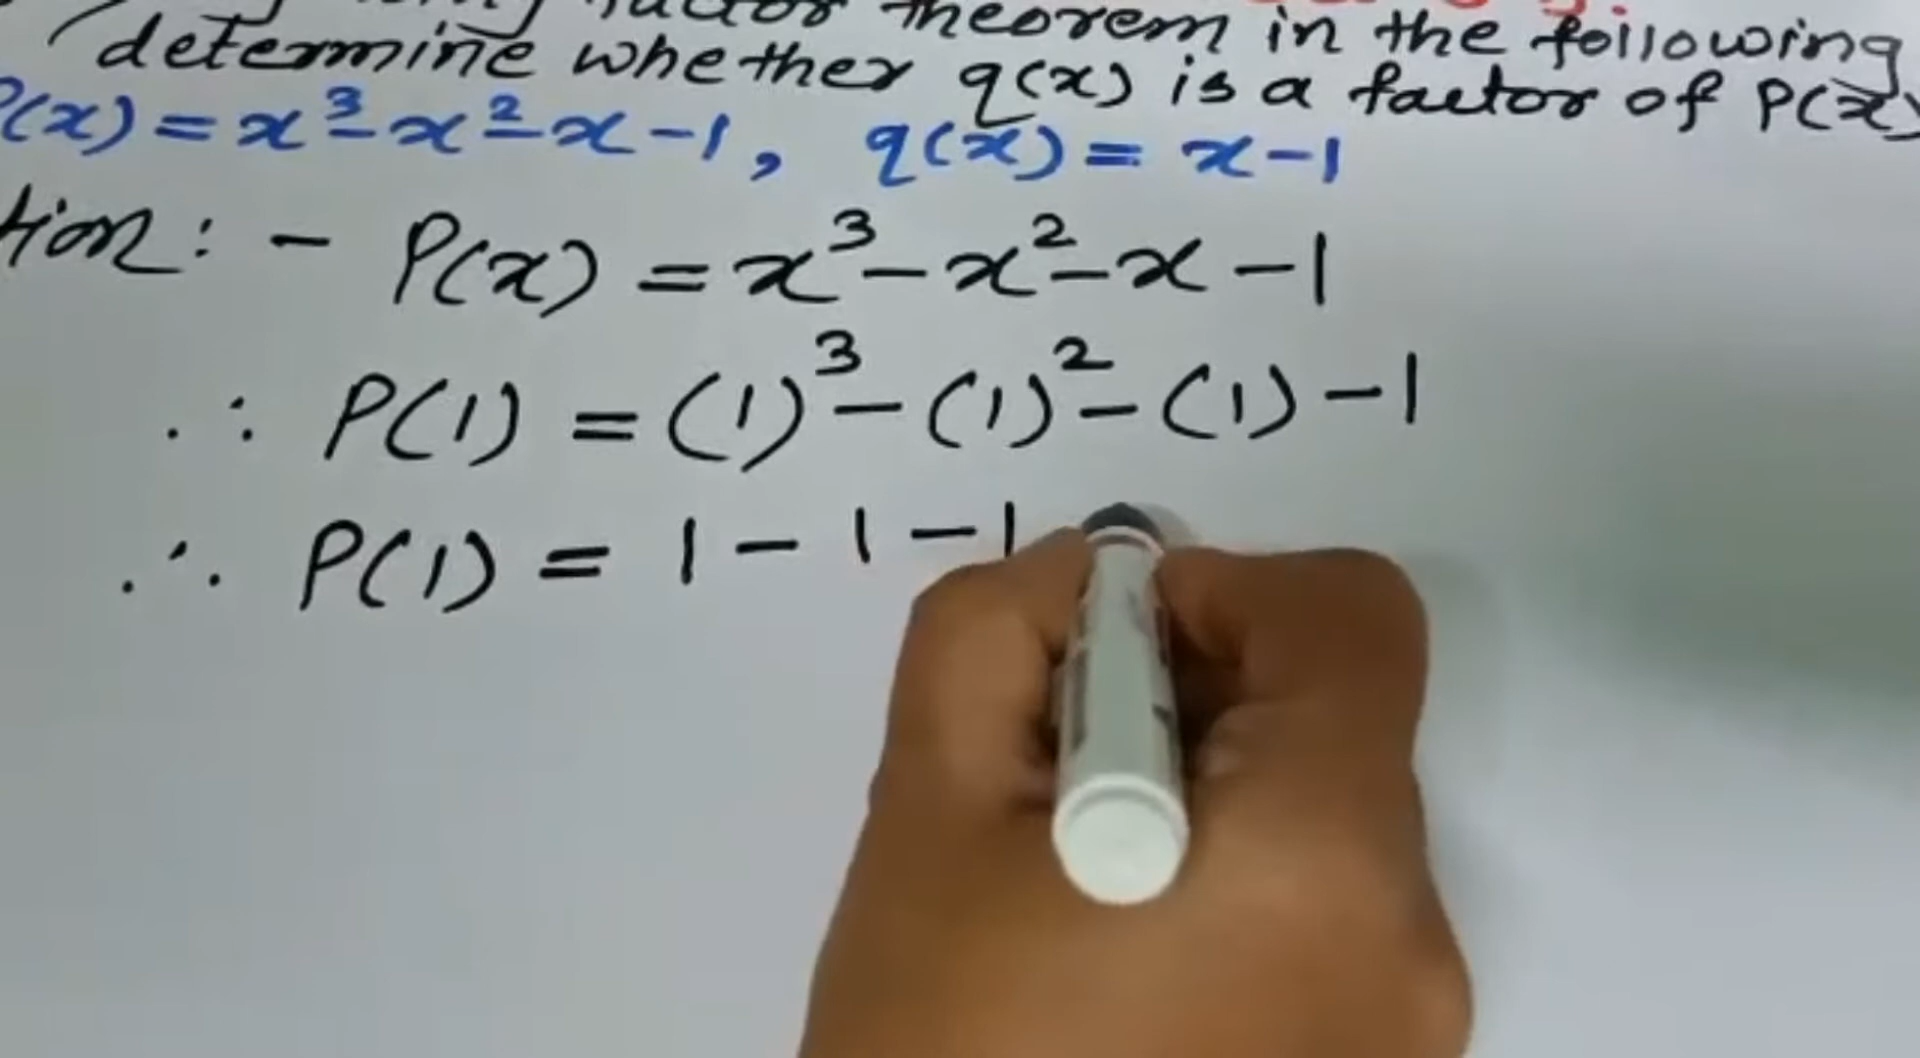 factor theorem in the following
determine whether q(x) is a factor of P(x)
P(x) = x³ - x² - x - 1, q(x) = x - 1
tion : - P(x) = x³ - x² - x - 1
∴ P(1) = (1)³ - (1)² - (1) - 1
∴ P(1) = 1 - 1 - 1